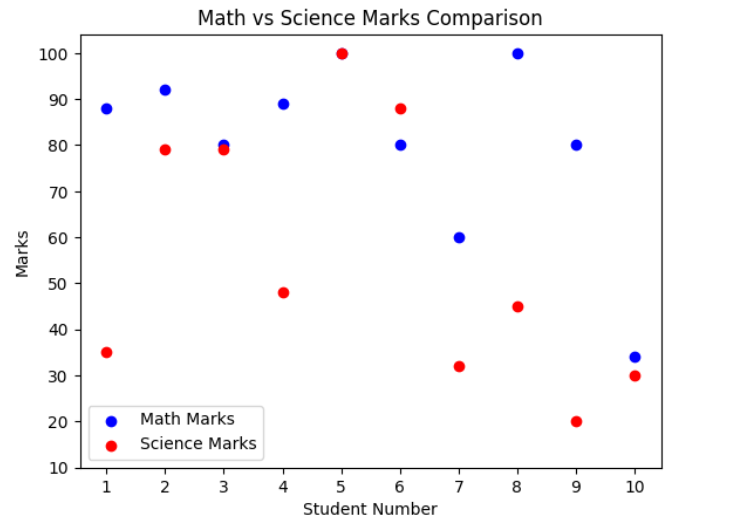 Math vs Science Marks Comparison
100
90
80
70
60
50
40
30
20
10
Marks
Math Marks
Science Marks
1 2 3 4 5 6 7 8 9 10
Student Number